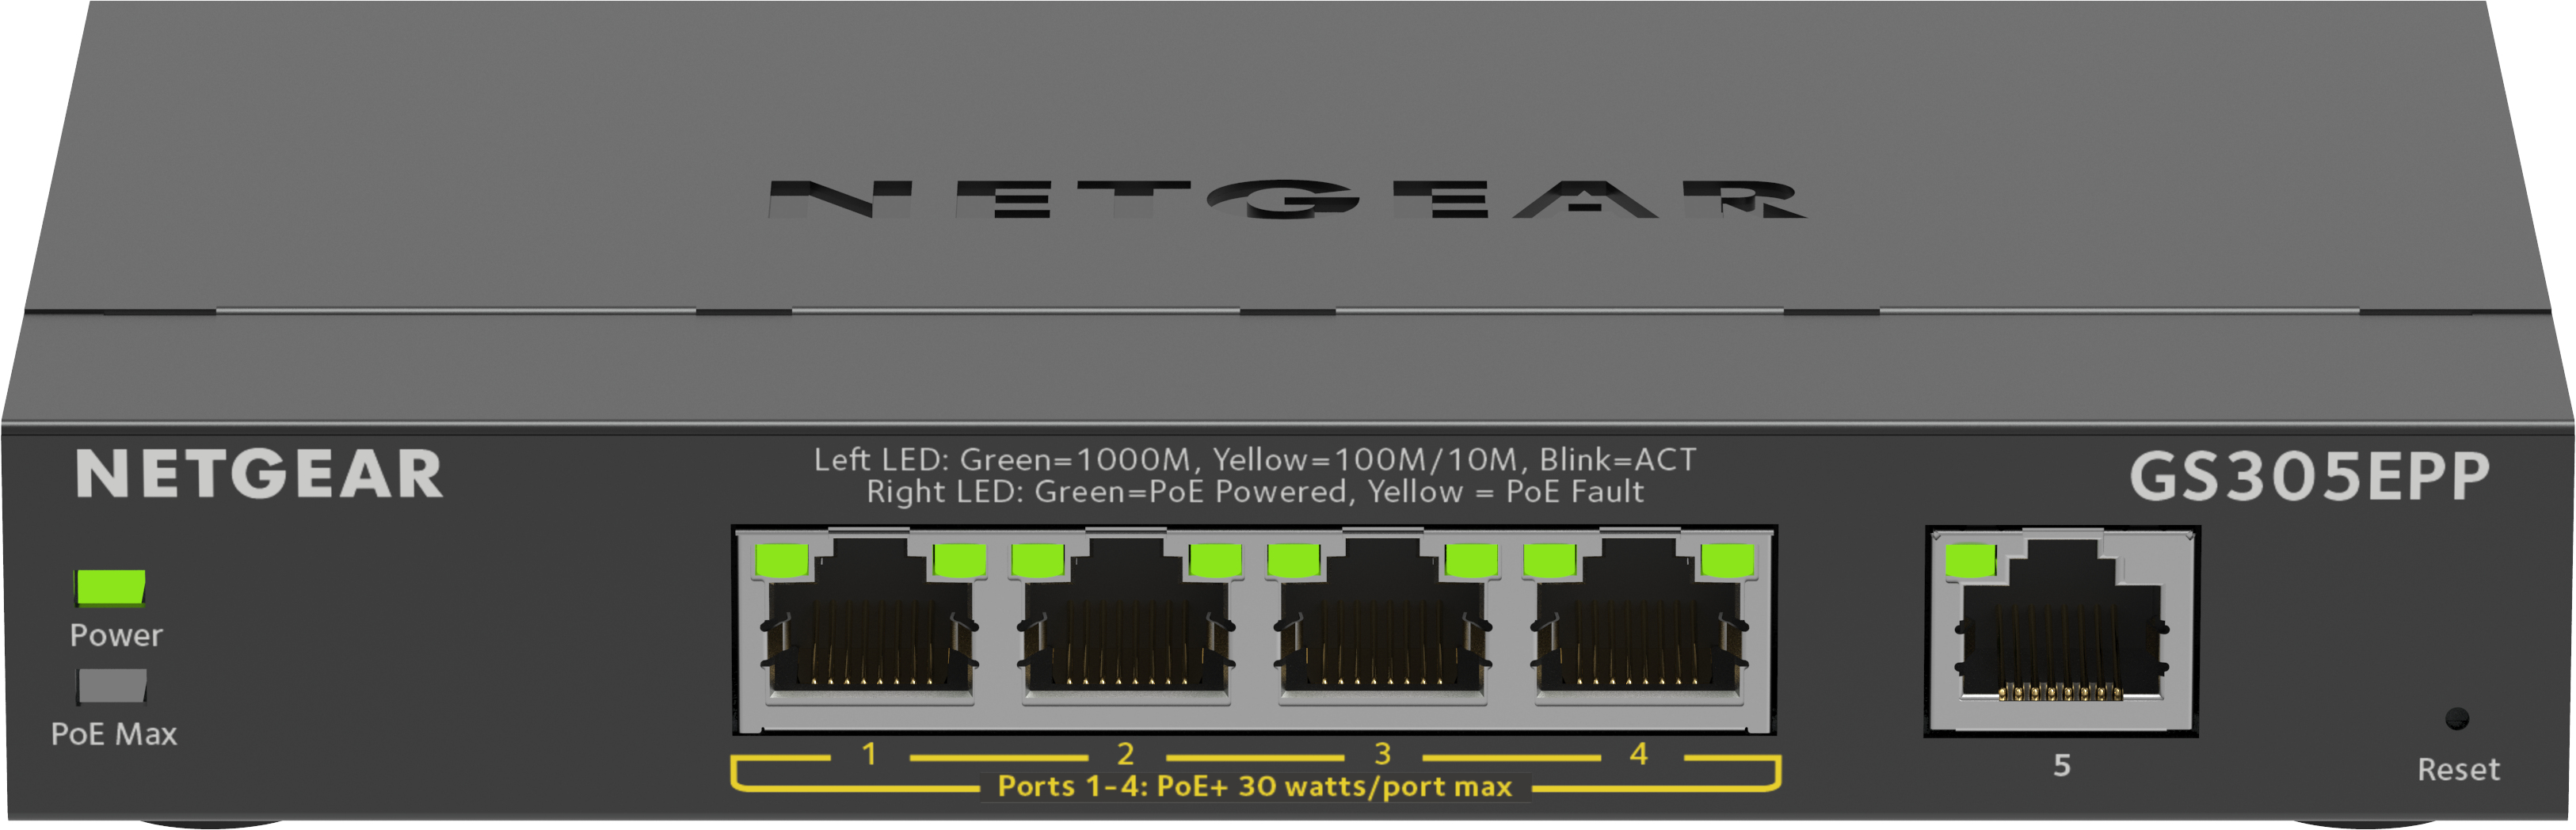 NETGEAR
NETGEAR
Left LED: Green=1000M, Yellow=100M/10M, Blink=ACT
Right LED: Green=PoE Powered, Yellow = PoE Fault
GS305EPP
Power
PoE Max
1 2 3 4
Ports 1-4: PoE+ 30 watts/port max
5
Reset